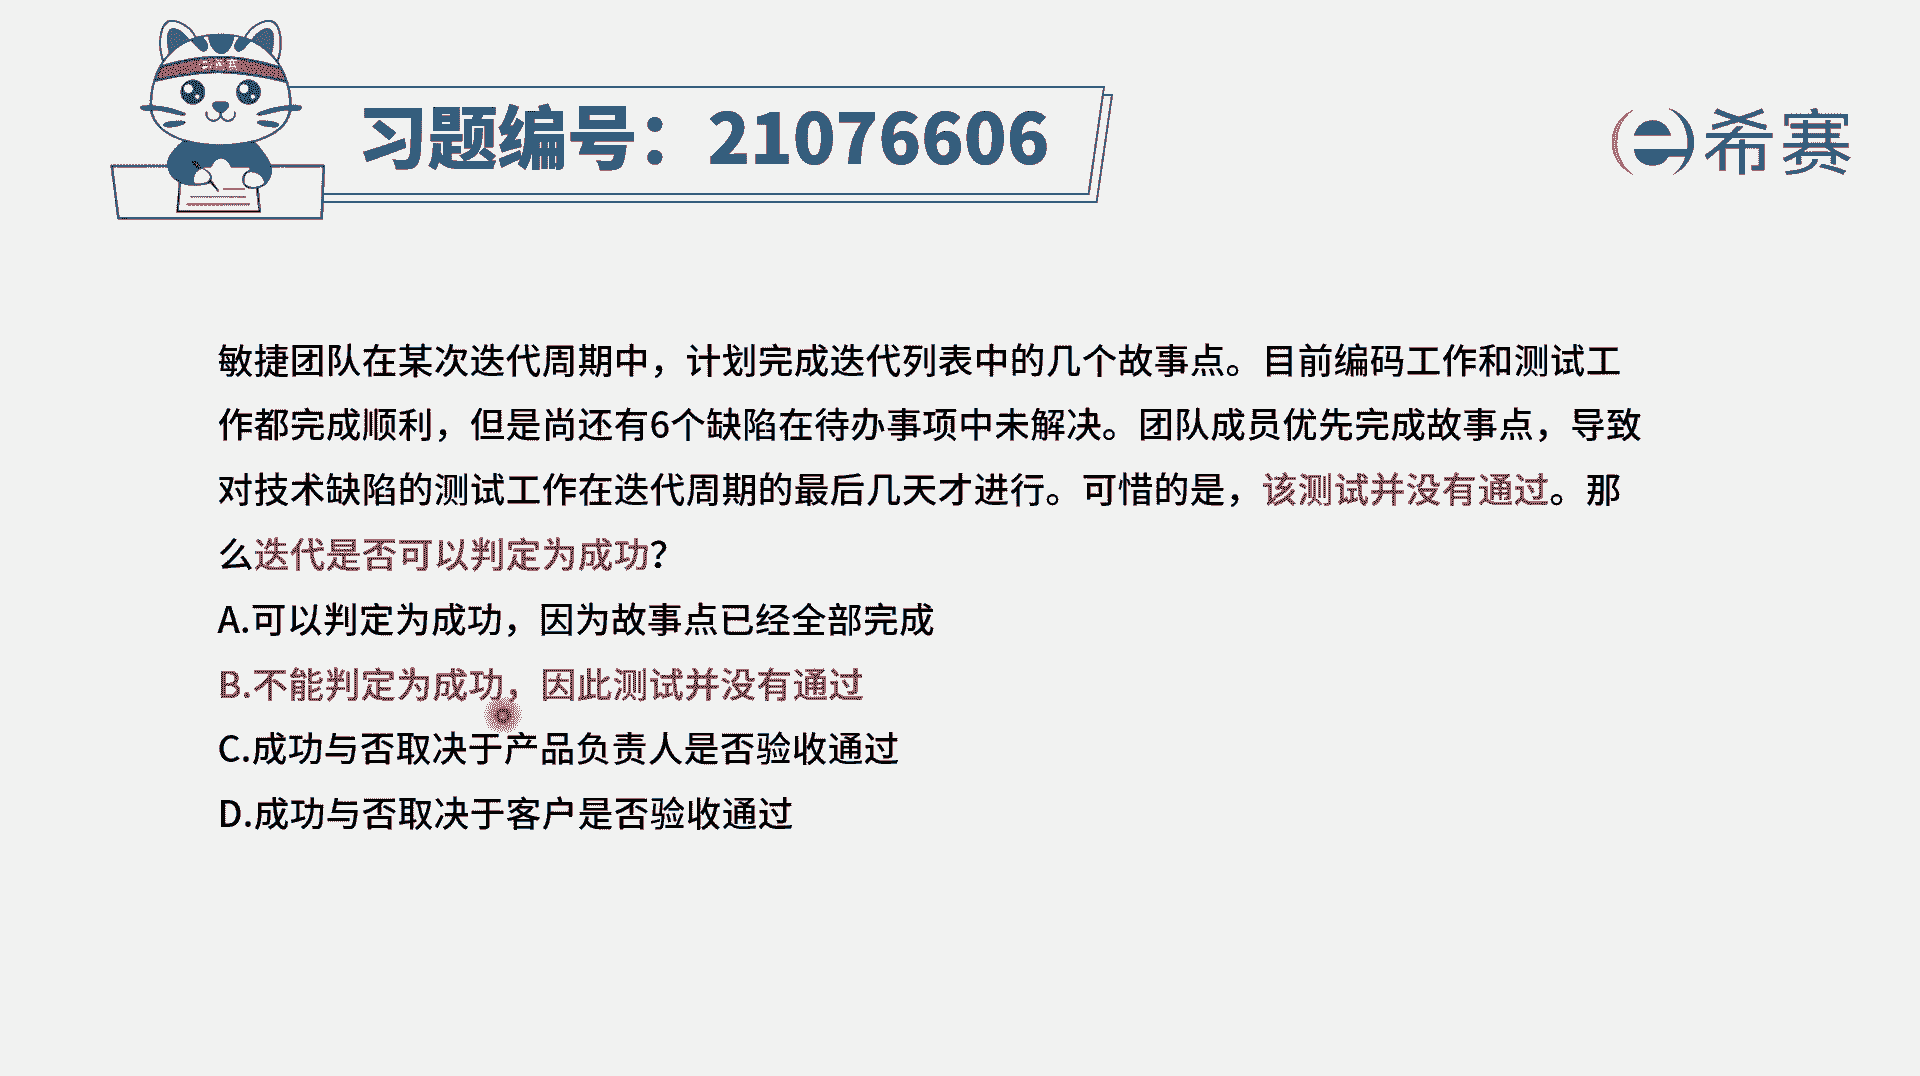 习题编号：21076606
希赛
敏捷团队在某次迭代周期中，计划完成迭代列表中的几个故事点。目前编码工作和测试工
作都完成顺利，但是尚还有6个缺陷在待办事项中未解决。团队成员优先完成故事点，导致
对技术缺陷的测试工作在迭代周期的最后几天才进行。可惜的是，该测试并没有通过。那
么迭代是否可以判定为成功？
A.可以判定为成功，因为故事点已经全部完成
B.不能判定为成功，因此测试并没有通过
C.成功与否取决于产品负责人是否验收通过
D.成功与否取决于客户是否验收通过